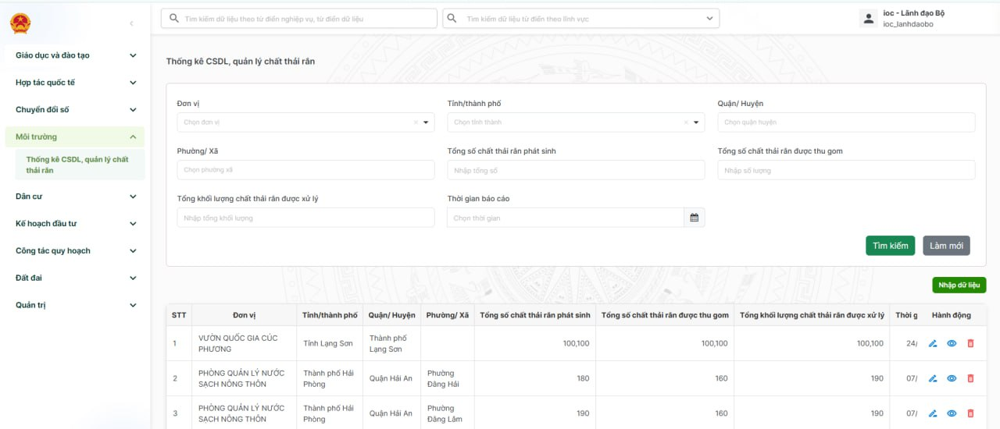 Tìm kiếm dữ liệu theo từ điển nghiệp vụ, từ điển dữ liệu
Tìm kiếm dữ liệu từ điển theo lĩnh vực
ioc - Lãnh đạo Bộ
ioc_lanhdaobo
Giáo dục và đào tạo
Hợp tác quốc tế
Chuyển đổi số
Môi trường
Thống kê CSDL, quản lý chất
thải rắn
Dân cư
Kế hoạch đầu tư
Công tác quy hoạch
Đất đai
Quản trị
Thống kê CSDL, quản lý chất thải rắn
Đơn vị
Tỉnh/thành phố
Quận/ Huyện
Chọn đơn vị
Chọn tỉnh thành
Chọn quận huyện
Phường/ Xã
Tổng số chất thải rắn phát sinh
Tổng số chất thải rắn được thu gom
Chọn phường xã
Nhập tổng số
Nhập số lượng
Tổng khối lượng chất thải rắn được xử lý
Thời gian báo cáo
Nhập tổng khối lượng
Chọn thời gian
Tìm kiếm
Làm mới
Nhập dữ liệu
STT Đơn vị Tỉnh/thành phố Quận/ Huyện Phường/ Xã Tổng số chất thải rắn phát sinh Tổng số chất thải rắn được thu gom Tổng khối lượng chất thải rắn được xử lý Thời g Hành động
1 VƯỜN QUỐC GIA CÚC PHƯƠNG Tỉnh Lạng Sơn Thành phố Lạng Sơn 100,100 100,100 100,100 24/
2 PHÒNG QUẢN LÝ NƯỚC SẠCH NÔNG THÔN Thành phố Hải Phòng Quận Hải An Phường Đằng Hải 180 160 190 07/
3 PHÒNG QUẢN LÝ NƯỚC SẠCH NÔNG THÔN Thành phố Hải Phòng Quận Hải An Phường Đằng Lâm 190 160 190 07/